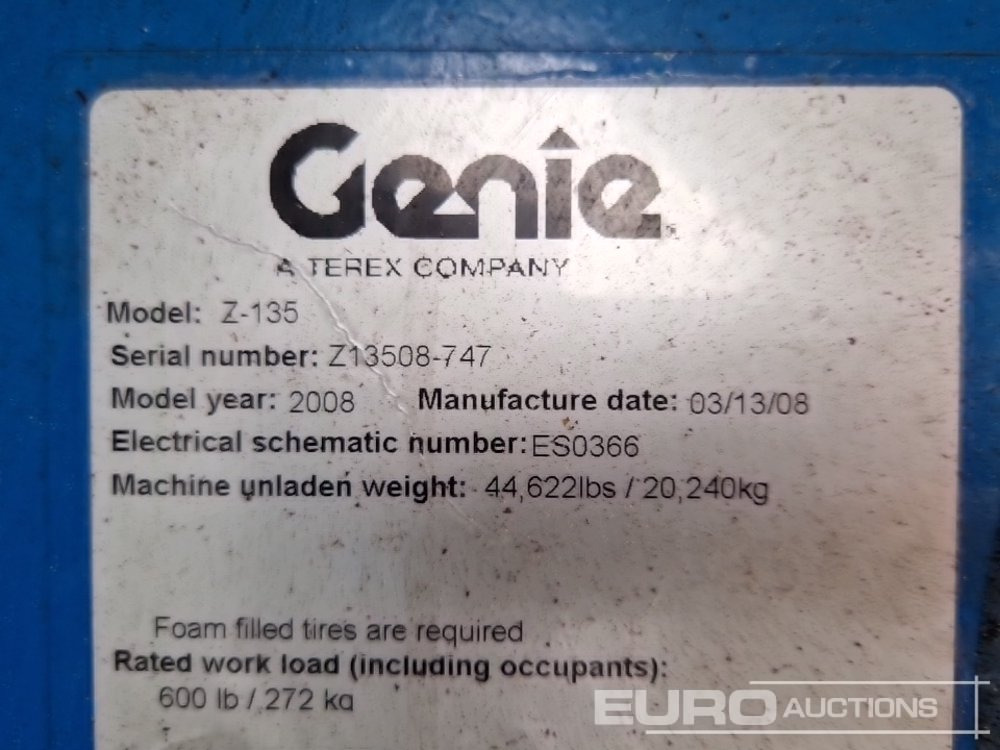 Genie
A TEREX COMPANY
Model: Z-135
Serial number: Z13508-747
Model year: 2008 Manufacture date: 03/13/08
Electrical schematic number: ES0366
Machine unladen weight: 44,622lbs / 20,240kg
Foam filled tires are required
Rated work load (including occupants):
600 lb / 272 kg
EURO AUCTIONS